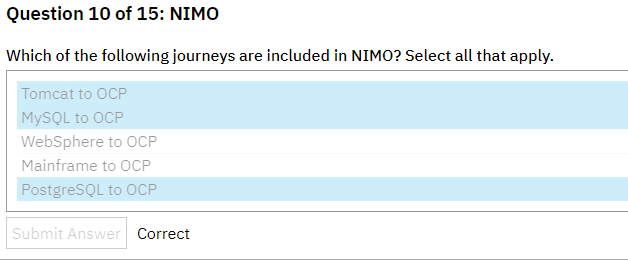 Question 10 of 15: NIMO
Which of the following journeys are included in NIMO? Select all that apply.
Tomcat to OCP
MySQL to OCP
WebSphere to OCP
Mainframe to OCP
PostgreSQL to OCP
Submit Answer Correct